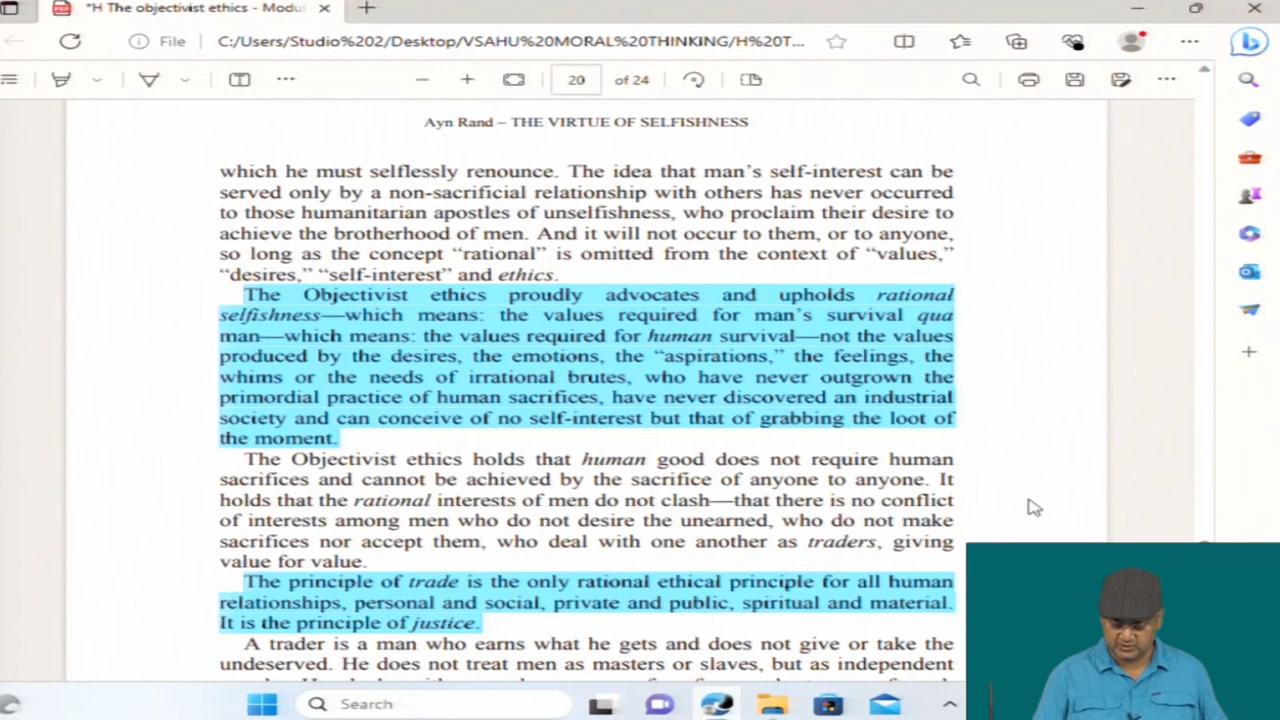 *H The objectivist ethics - Modu
File
C:/Users/Studio%202/Desktop/VSAHU%20MORAL%20THINKING/H%20T...
20 of 24
Ayn Rand – THE VIRTUE OF SELFISHNESS
which he must selflessly renounce. The idea that man’s self-interest can be
served only by a non-sacrificial relationship with others has never occurred
to those humanitarian apostles of unselfishness, who proclaim their desire to
achieve the brotherhood of men. And it will not occur to them, or to anyone,
so long as the concept “rational” is omitted from the context of “values,”
“desires,” “self-interest” and ethics.
The Objectivist ethics proudly advocates and upholds rational
selfishness—which means: the values required for man’s survival qua
man—which means: the values required for human survival—not the values
produced by the desires, the emotions, the “aspirations,” the feelings, the
whims or the needs of irrational brutes, who have never outgrown the
primordial practice of human sacrifices, have never discovered an industrial
society and can conceive of no self-interest but that of grabbing the loot of
the moment.
The Objectivist ethics holds that human good does not require human
sacrifices and cannot be achieved by the sacrifice of anyone to anyone. It
holds that the rational interests of men do not clash—that there is no conflict
of interests among men who do not desire the unearned, who do not make
sacrifices nor accept them, who deal with one another as traders, giving
value for value.
The principle of trade is the only rational ethical principle for all human
relationships, personal and social, private and public, spiritual and material.
It is the principle of justice.
A trader is a man who earns what he gets and does not give or take the
undeserved. He does not treat men as masters or slaves, but as independent
Search